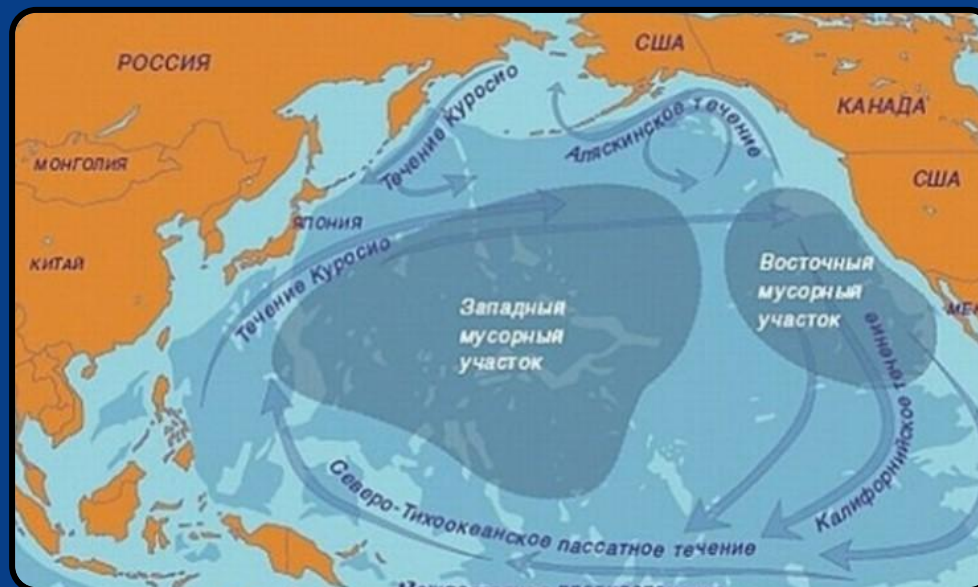 РОССИЯ
США
КАНАДА
Течение Куросио
Аляскинское течение
МОНГОЛИЯ
США
ЯПОНИЯ
КИТАЙ
Течение Куросио
Западный
мусорный
участок
Восточный
мусорный
участок
Калифорнийское течение
Северо-Тихоокеанское пассатное течение